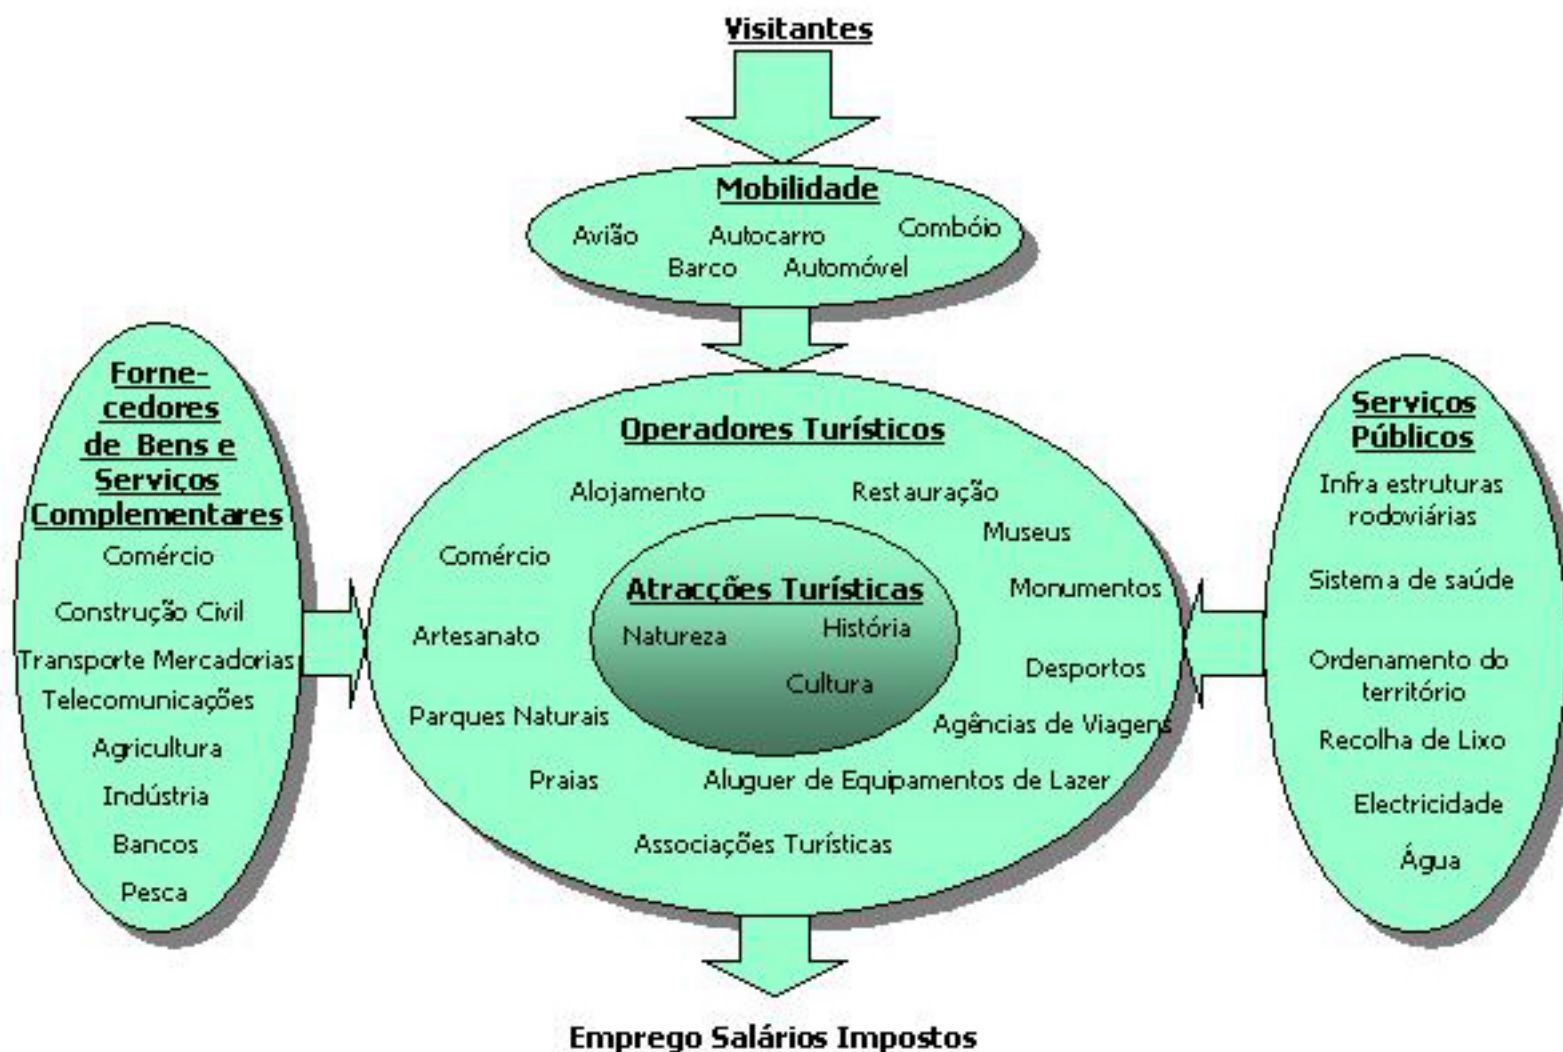 Visitantes
Mobilidade
Avião
Autocarro
Combóio
Barco
Automóvel
Forne-
cedores
de Bens e
Serviços
Complementares
Comércio
Construção Civil
Transporte Mercadorias
Telecomunicações
Agricultura
Indústria
Bancos
Pesca
Operadores Turísticos
Alojamento
Restauração
Museus
Comércio
Monumentos
Artesanato
Desportos
Parques Naturais
Agências de Viagens
Praias
Aluguer de Equipamentos de Lazer
Associações Turísticas
Atracções Turísticas
Natureza
História
Cultura
Serviços
Públicos
Infra estruturas
rodoviárias
Sistema de saúde
Ordenamento do
território
Recolha de Lixo
Electricidade
Água
Emprego Salários Impostos